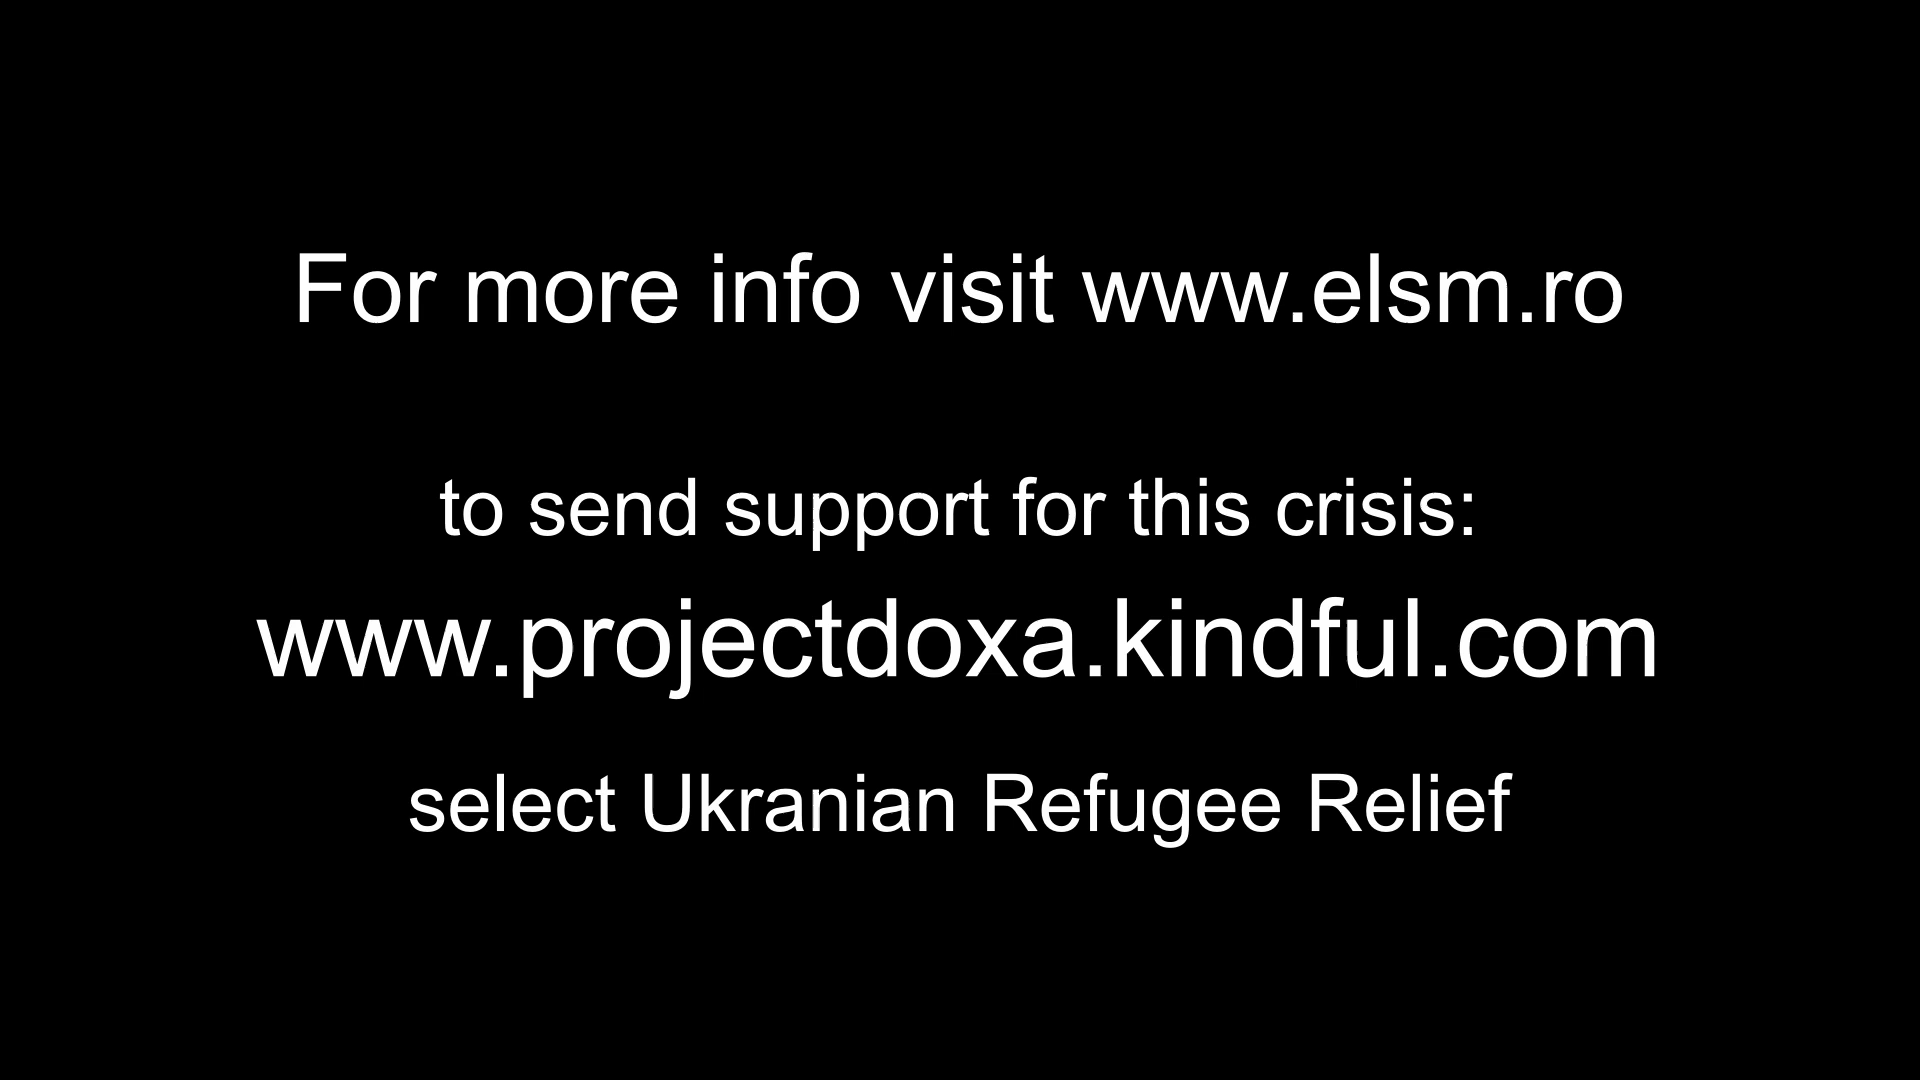 For more info visit www.elsm.ro
to send support for this crisis:
www.projectdoxa.kindful.com
select Ukranian Refugee Relief